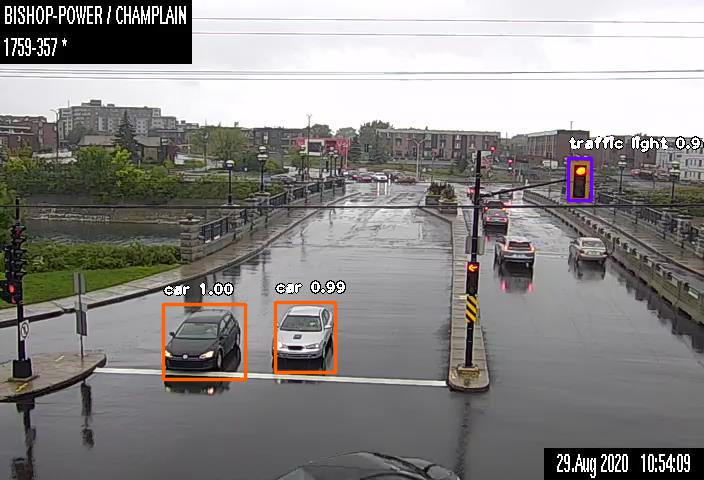 BISHOP-POWER / CHAMPLAIN
1759-357 *
traffic light 0.9
car 1.00
car 0.99
29.Aug 2020 10:54:09